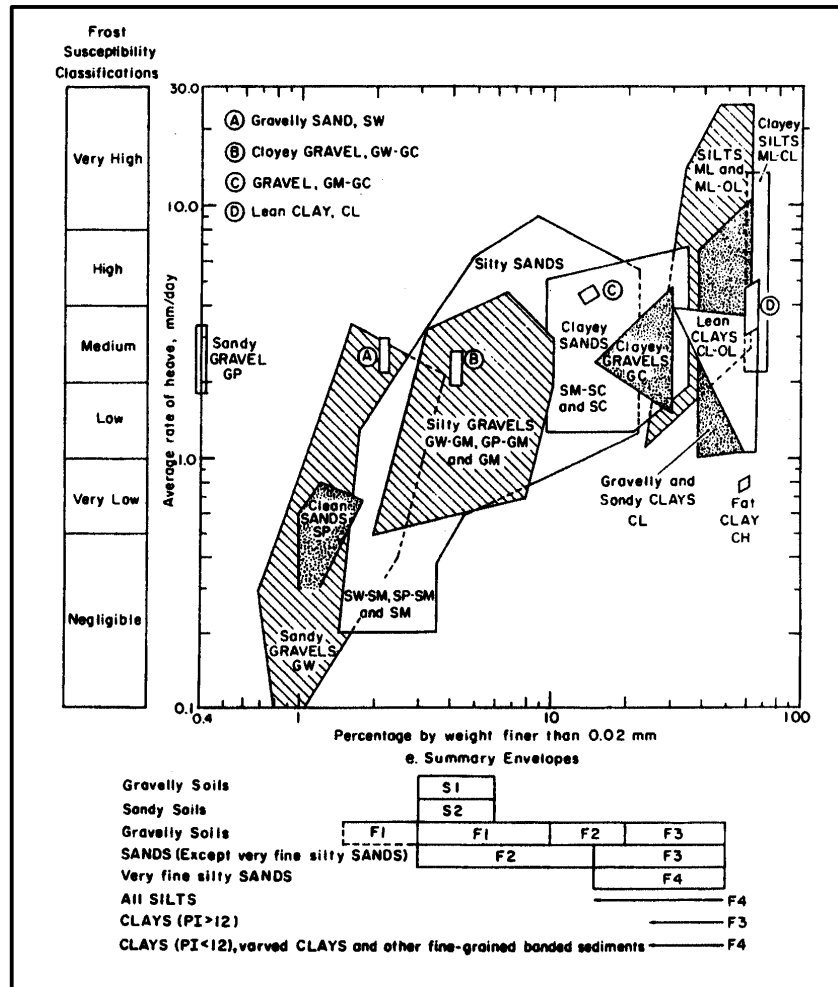 Frost
Susceptibility
Classifications
Very High
High
Medium
Low
Very Low
Negligible
Average rate of heave, mm/day
30.0
10.0
1.0
0.1
Ⓐ Gravelly SAND, SW
Ⓑ Clayey GRAVEL, GW-GC
Ⓒ GRAVEL, GM-GC
Ⓓ Lean CLAY, CL
Clayey
SILTS
ML-CL
SILTS
ML and
ML-OL
Silty SANDS
Sandy
GRAVEL
GP
A
B
C
D
Clayey
SANDS
SM-SC
and SC
Clayey
GRAVELS
GC
Lean
CLAYS
CL-OL
Silty GRAVELS
GW-GM, GP-GM
and GM
Gravelly and
Sandy CLAYS
CL
Fat
CLAY
CH
Clean
SANDS
SP
SW-SM, SP-SM
and SM
Sandy
GRAVELS
GW
0.4
1
10
100
Percentage by weight finer than 0.02 mm
e. Summary Envelopes
Gravelly Soils S1
Sandy Soils S2
Gravelly Soils F1 F1 F2 F3
SANDS (Except very fine silty SANDS) F2 F3
Very fine silty SANDS F4
All SILTS F4
CLAYS (PI>12) F3
CLAYS (PI<12), varved CLAYS and other fine-grained banded sediments F4